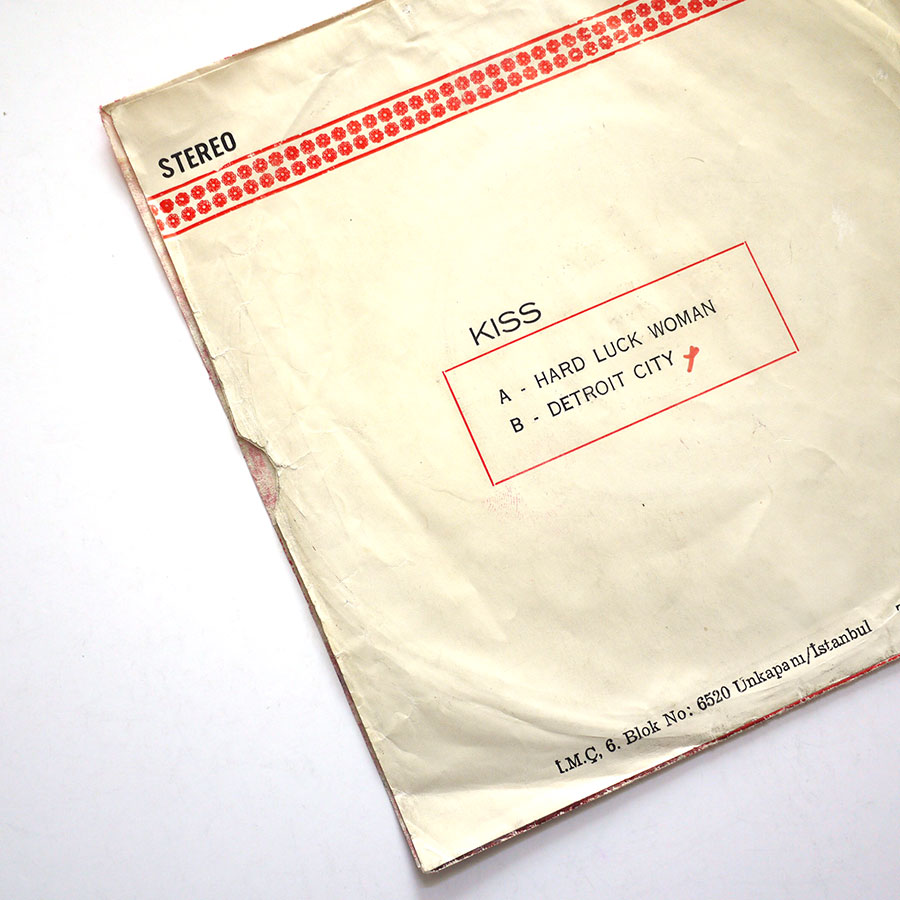 STEREO
KISS
A - HARD LUCK WOMAN
B - DETROIT CITY
İ.M.Ç, 6. Blok No: 6520 Unkapanı/İstanbul